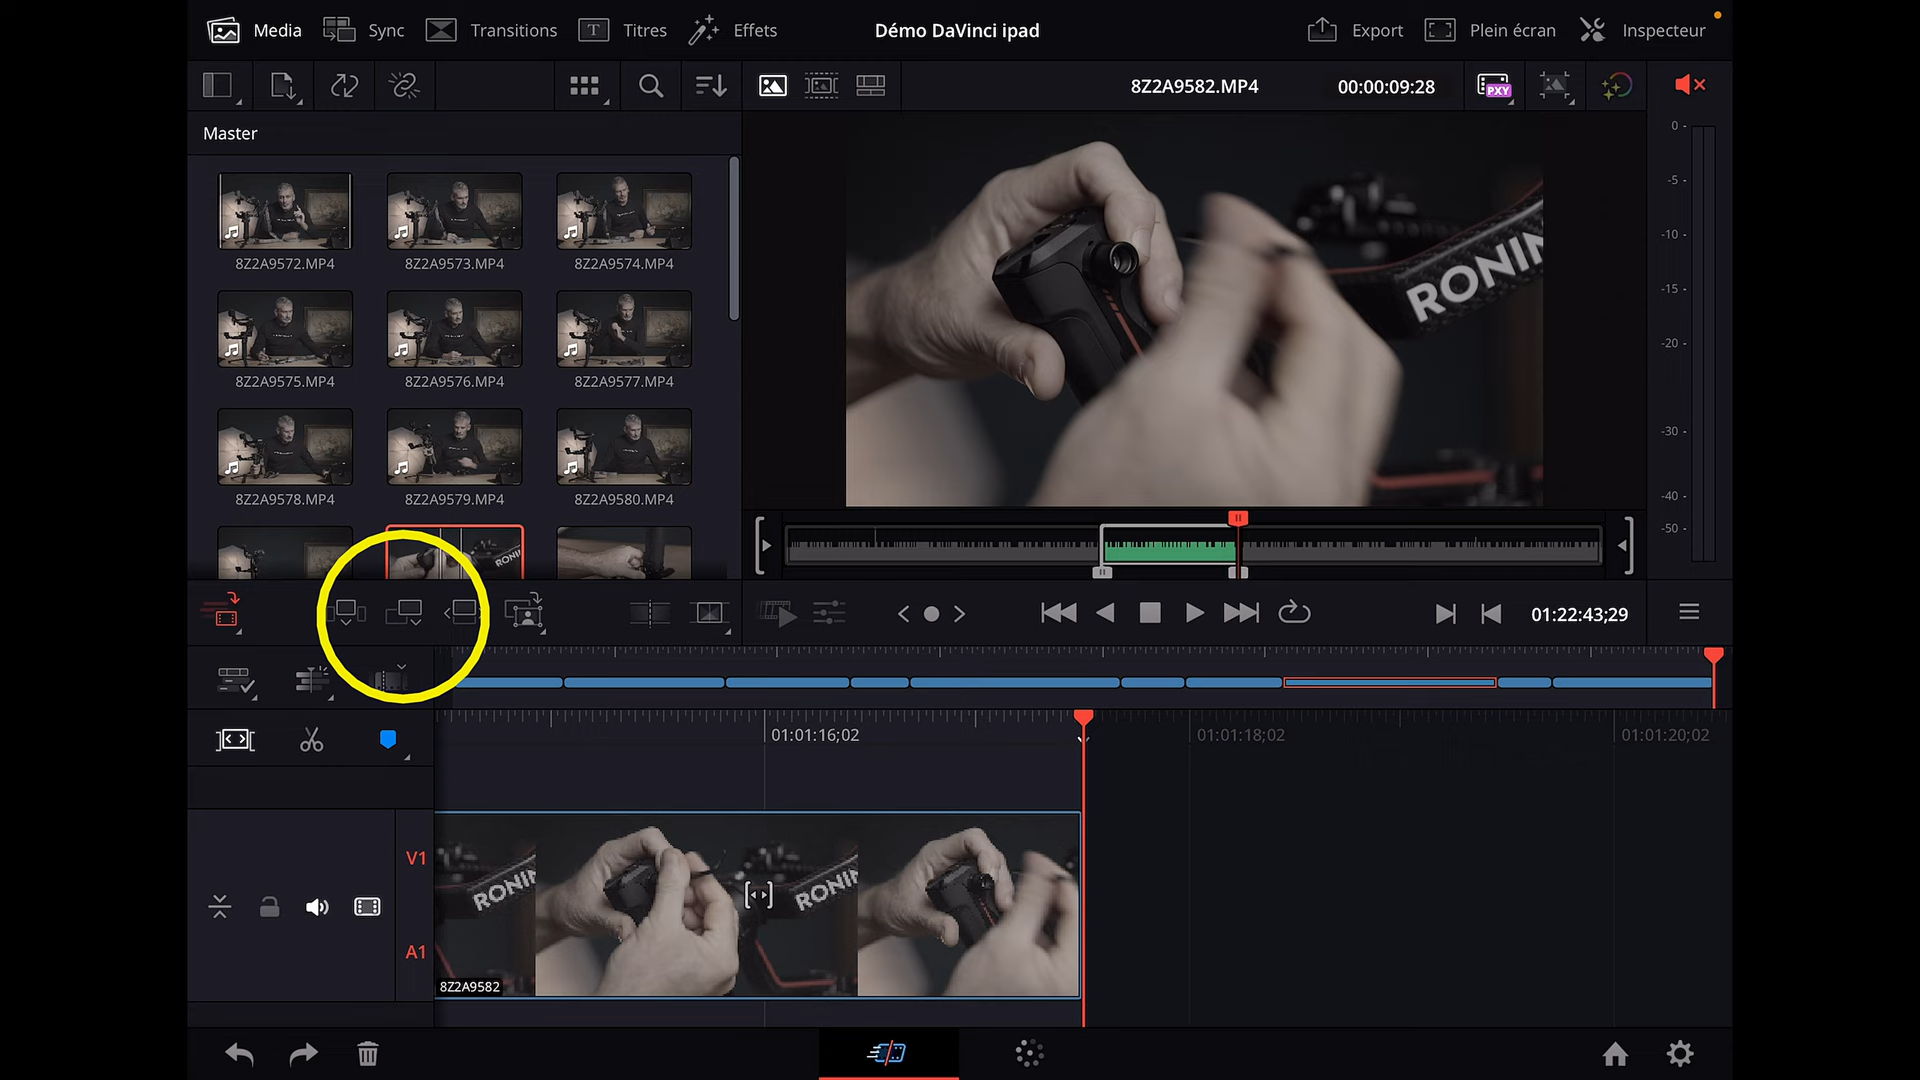 Media
Sync
Transitions
Titres
Effets
Démo DaVinci ipad
Export
Plein écran
Inspecteur
8Z2A9582.MP4
00:00:09:28
PXY
Master
8Z2A9572.MP4
8Z2A9573.MP4
8Z2A9574.MP4
8Z2A9575.MP4
8Z2A9576.MP4
8Z2A9577.MP4
8Z2A9578.MP4
8Z2A9579.MP4
8Z2A9580.MP4
RONIN
RONIN
0
-5
-10
-15
-20
-30
-40
-50
01:22:43;29
01:01:16;02
01:01:18;02
01:01:20;02
V1
A1
RONIN
RONIN
8Z2A9582